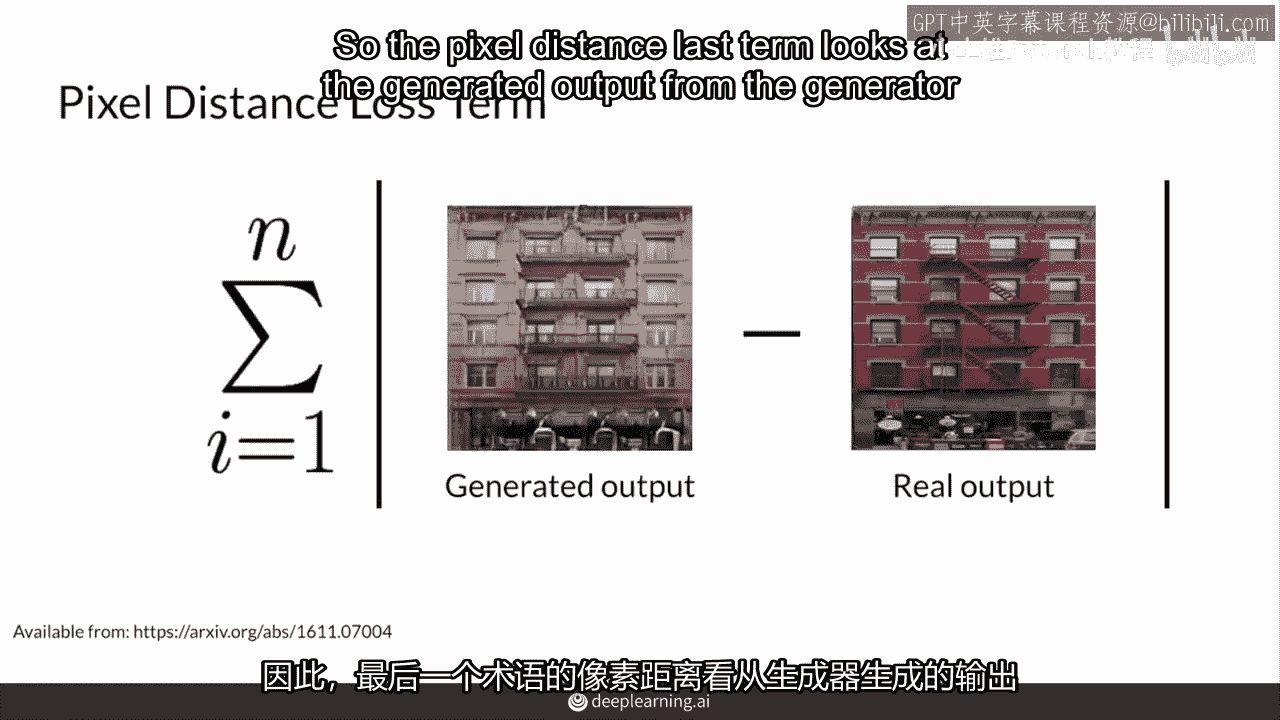 GPT中英字幕课程资源@bilibili.com
So the pixel distance last term looks at
the generated output from the generator
Pixel Distance Loss Term
n
∑
i=1
Generated output
—
Real output
Available from: https://arxiv.org/abs/1611.07004
因此，最后一个术语的像素距离看从生成器生成的输出
deeplearning.ai